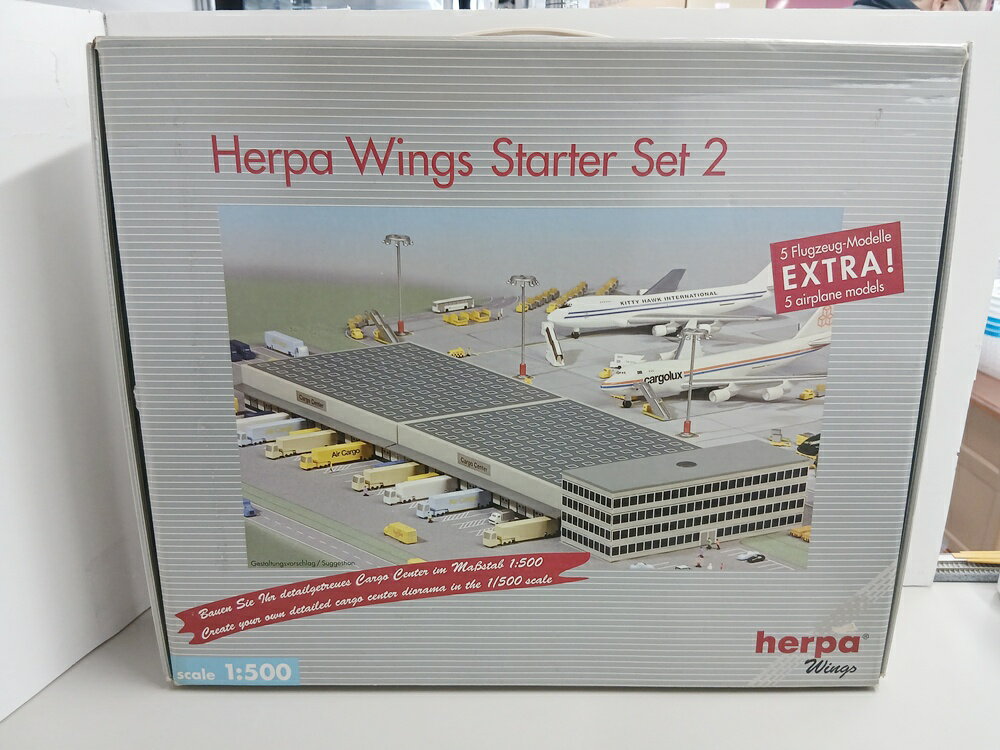 Herpa Wings Starter Set 2
5 Flugzeug-Modelle
EXTRA!
5 airplane models
KITTY HAWK INTERNATIONAL
cargolux
Cargo Center
Air Cargo
Cargo Center
Gestaltungsvorschlag / Suggestion
Bauen Sie Ihr detailgetreues Cargo Center im Maßstab 1:500
Create your own detailed cargo center diorama in the 1/500 scale
scale 1:500
herpa®
Wings